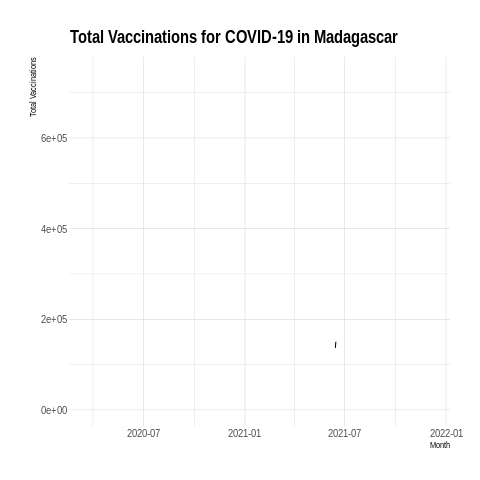 Total Vaccinations for COVID-19 in Madagascar
Total Vaccinations
6e+05
4e+05
2e+05
0e+00
2020-07 2021-01 2021-07 2022-01
Month